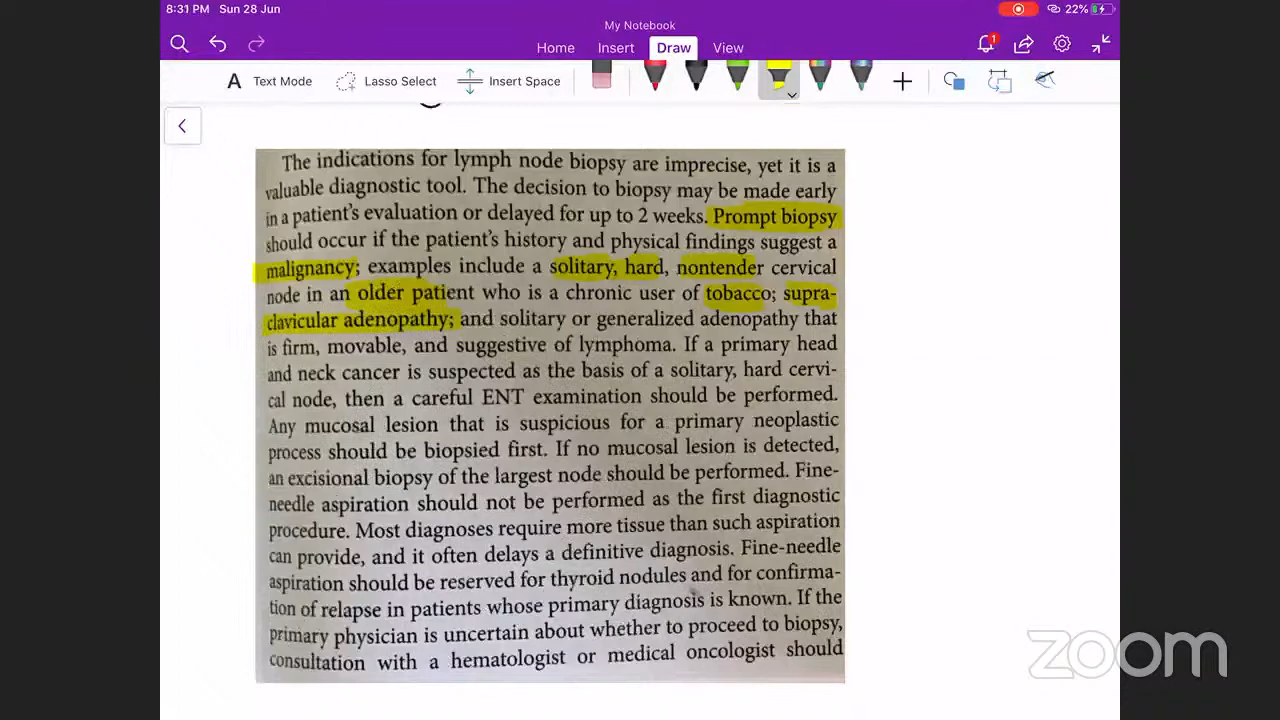 8:31 PM Sun 28 Jun
22%
My Notebook
Home Insert Draw View
1
A Text Mode Lasso Select Insert Space
The indications for lymph node biopsy are imprecise, yet it is a
valuable diagnostic tool. The decision to biopsy may be made early
in a patient's evaluation or delayed for up to 2 weeks. Prompt biopsy
should occur if the patient's history and physical findings suggest a
malignancy; examples include a solitary, hard, nontender cervical
node in an older patient who is a chronic user of tobacco; supra-
clavicular adenopathy; and solitary or generalized adenopathy that
is firm, movable, and suggestive of lymphoma. If a primary head
and neck cancer is suspected as the basis of a solitary, hard cervi-
cal node, then a careful ENT examination should be performed.
Any mucosal lesion that is suspicious for a primary neoplastic
process should be biopsied first. If no mucosal lesion is detected,
an excisional biopsy of the largest node should be performed. Fine-
needle aspiration should not be performed as the first diagnostic
procedure. Most diagnoses require more tissue than such aspiration
can provide, and it often delays a definitive diagnosis. Fine-needle
aspiration should be reserved for thyroid nodules and for confirma-
tion of relapse in patients whose primary diagnosis is known. If the
primary physician is uncertain about whether to proceed to biopsy,
consultation with a hematologist or medical oncologist should
zoom